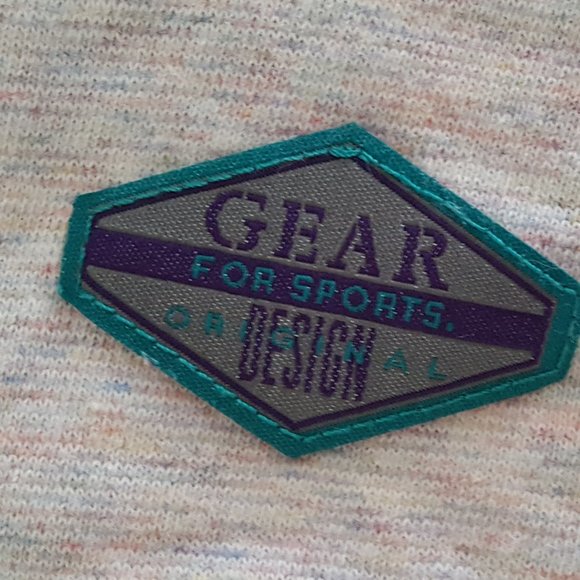 GEAR
FOR SPORTS.
ORIGINAL
DESIGN